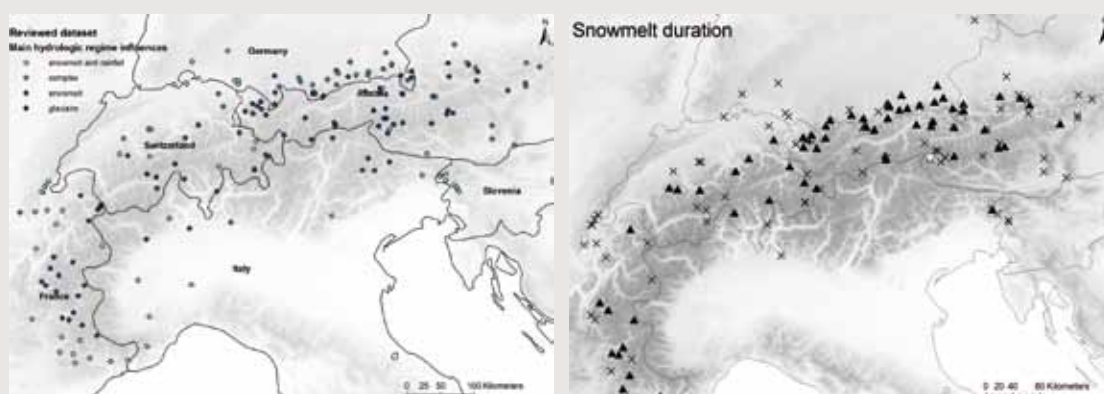 Reviewed dataset
Main hydrologic regime influences
snowmelt and rainfall
complex
snowmelt
glaciers
Germany
Austria
Switzerland
Slovenia
Italy
France
0 25 50 100 Kilometers
Snowmelt duration
0 20 40 80 Kilometers